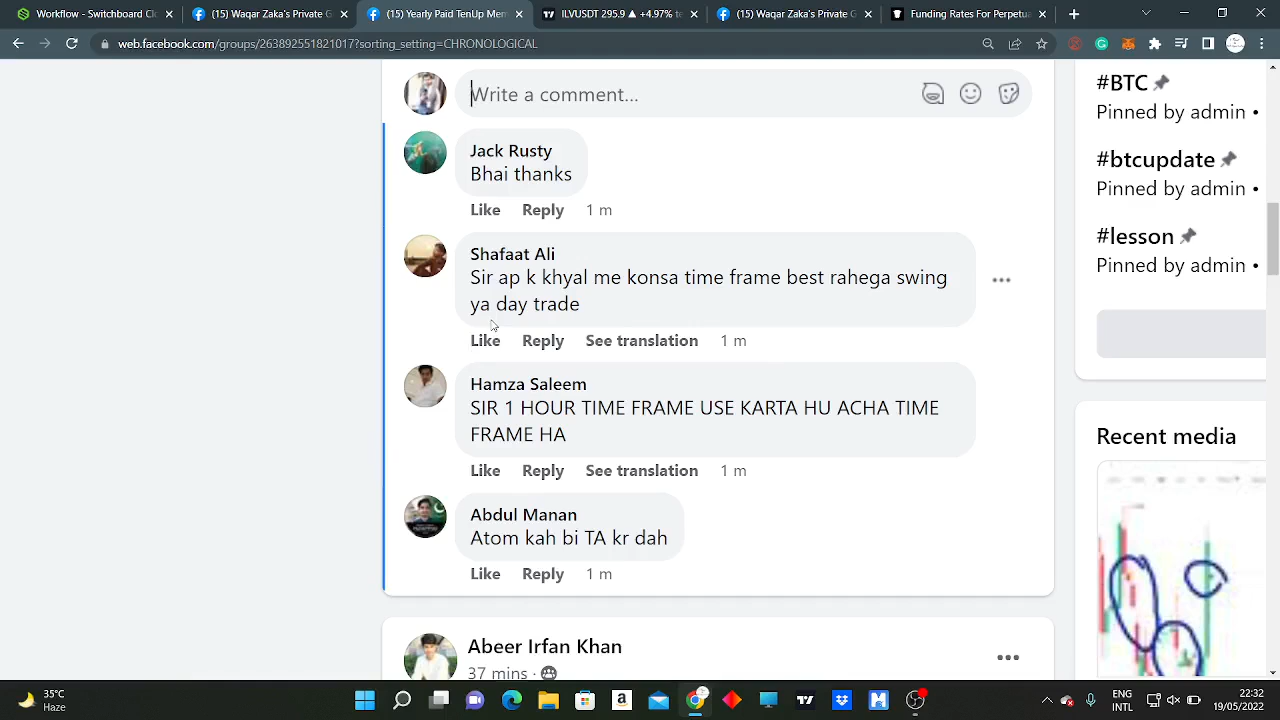 Workflow - Switchboard Cl
(15) Waqar Zaka's Private G
(15) Years Paid TenUp Mem
ILVUSDT 295.9 ▲ +4.97% te
(15) Waqar Zaka's Private G
Funding Rates For Perpetua
web.facebook.com/groups/263892551821017?sorting_setting=CHRONOLOGICAL
Write a comment...
Jack Rusty
Bhai thanks
Like Reply 1 m
Shafaat Ali
Sir ap k khyal me konsa time frame best rahega swing
ya day trade
Like Reply See translation 1 m
Hamza Saleem
SIR 1 HOUR TIME FRAME USE KARTA HU ACHA TIME
FRAME HA
Like Reply See translation 1 m
Abdul Manan
Atom kah bi TA kr dah
Like Reply 1 m
Abeer Irfan Khan
37 mins ·
#BTC
Pinned by admin •
#btcupdate
Pinned by admin •
#lesson
Pinned by admin •
Recent media
35°C
Haze
ENG
INTL
22:32
19/05/2022